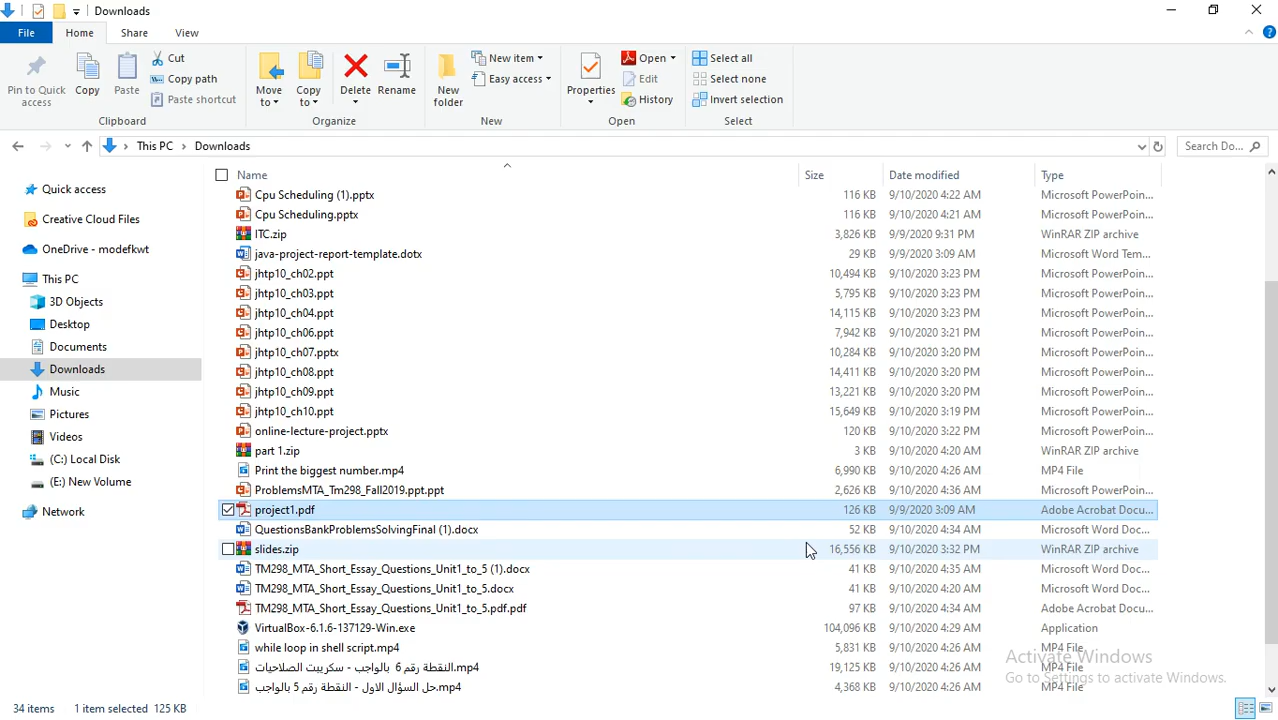 Downloads
File Home Share View
Pin to Quick access
Copy
Paste
Cut
Copy path
Paste shortcut
Clipboard
Move to
Copy to
Delete
Rename
Organize
New folder
New item
Easy access
New
Properties
Open
Edit
History
Open
Select all
Select none
Invert selection
Select
This PC Downloads
Search Do...
Quick access
Creative Cloud Files
OneDrive - modefkwt
This PC
3D Objects
Desktop
Documents
Downloads
Music
Pictures
Videos
(C:) Local Disk
(E:) New Volume
Network
Name Size Date modified Type
Cpu Scheduling (1).pptx 116 KB 9/10/2020 4:22 AM Microsoft PowerPoin...
Cpu Scheduling.pptx 116 KB 9/10/2020 4:21 AM Microsoft PowerPoin...
ITC.zip 3,826 KB 9/9/2020 9:31 PM WinRAR ZIP archive
java-project-report-template.dotx 29 KB 9/9/2020 3:09 AM Microsoft Word Tem...
jhtp10_ch02.ppt 10,494 KB 9/10/2020 3:23 PM Microsoft PowerPoin...
jhtp10_ch03.ppt 5,795 KB 9/10/2020 3:23 PM Microsoft PowerPoin...
jhtp10_ch04.ppt 14,115 KB 9/10/2020 3:23 PM Microsoft PowerPoin...
jhtp10_ch06.ppt 7,942 KB 9/10/2020 3:21 PM Microsoft PowerPoin...
jhtp10_ch07.pptx 10,284 KB 9/10/2020 3:20 PM Microsoft PowerPoin...
jhtp10_ch08.ppt 14,411 KB 9/10/2020 3:20 PM Microsoft PowerPoin...
jhtp10_ch09.ppt 13,221 KB 9/10/2020 3:20 PM Microsoft PowerPoin...
jhtp10_ch10.ppt 15,649 KB 9/10/2020 3:19 PM Microsoft PowerPoin...
online-lecture-project.pptx 120 KB 9/10/2020 3:22 PM Microsoft PowerPoin...
part 1.zip 3 KB 9/10/2020 4:20 AM WinRAR ZIP archive
Print the biggest number.mp4 6,990 KB 9/10/2020 4:26 AM MP4 File
ProblemsMTA_Tm298_Fall2019.ppt.ppt 2,626 KB 9/10/2020 4:36 AM Microsoft PowerPoin...
project1.pdf 126 KB 9/9/2020 3:09 AM Adobe Acrobat Docu...
QuestionsBankProblemsSolvingFinal (1).docx 52 KB 9/10/2020 4:34 AM Microsoft Word Doc...
slides.zip 16,556 KB 9/10/2020 3:32 PM WinRAR ZIP archive
TM298_MTA_Short_Essay_Questions_Unit1_to_5 (1).docx 41 KB 9/10/2020 4:35 AM Microsoft Word Doc...
TM298_MTA_Short_Essay_Questions_Unit1_to_5.docx 41 KB 9/10/2020 4:20 AM Microsoft Word Doc...
TM298_MTA_Short_Essay_Questions_Unit1_to_5.pdf.pdf 97 KB 9/10/2020 4:34 AM Adobe Acrobat Docu...
VirtualBox-6.1.6-137129-Win.exe 104,096 KB 9/10/2020 4:29 AM Application
while loop in shell script.mp4 5,831 KB 9/10/2020 4:26 AM MP4 File
النقطة رقم 6 بالواجب - سكريبت الصلاحيات.mp4 19,125 KB 9/10/2020 4:26 AM MP4 File
حل السؤال الاول - النقطة رقم 5 بالواجب.mp4 4,368 KB 9/10/2020 4:26 AM MP4 File
Activate Windows
Go to Settings to activate Windows.
34 items 1 item selected 125 KB